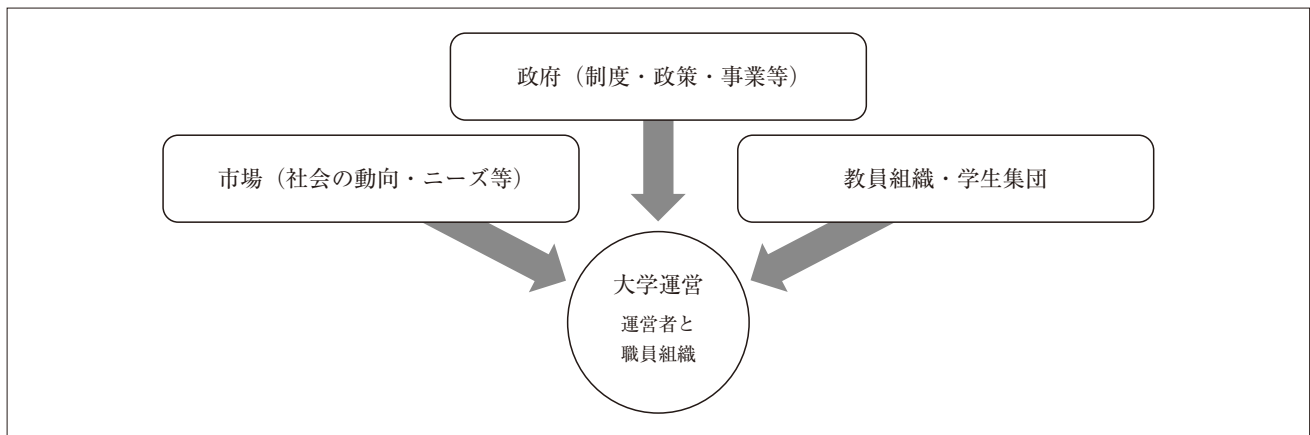 政府（制度・政策・事業等）
市場（社会の動向・ニーズ等）
教員組織・学生集団
大学運営
運営者と
職員組織